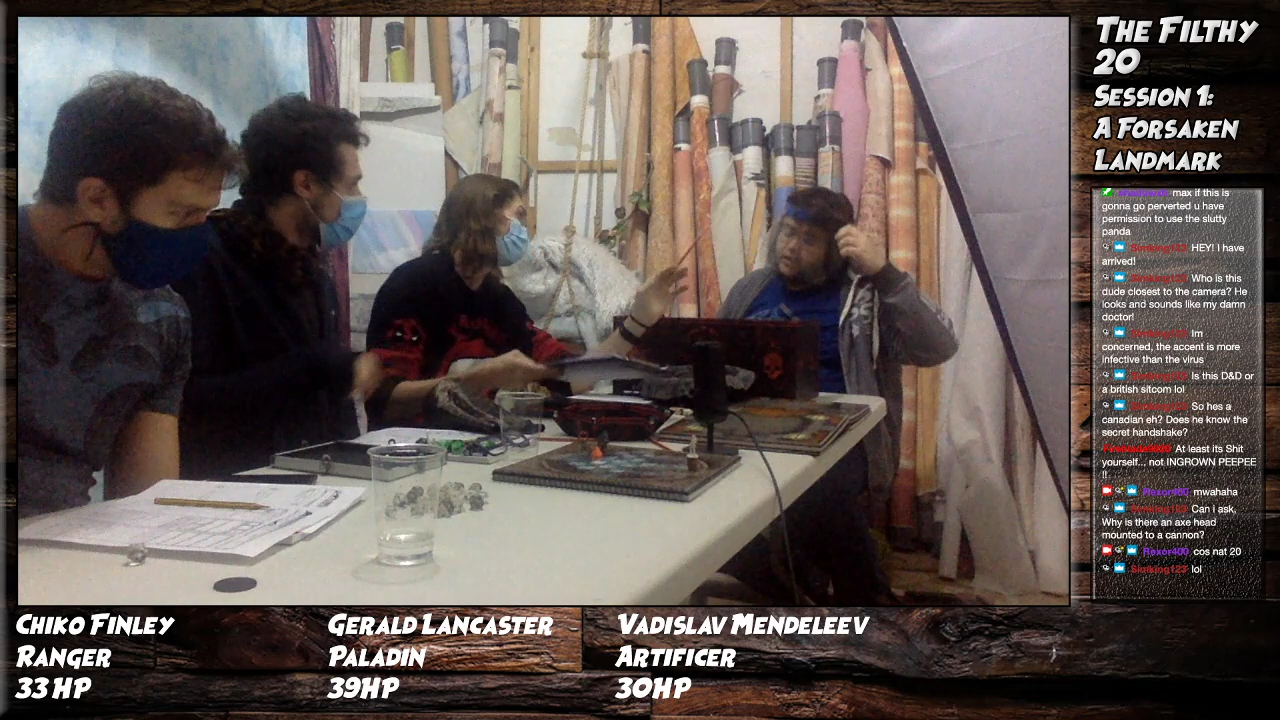 THE FILTHY
20
SESSION 1:
A FORSAKEN
LANDMARK
max if this is
gonna go perverted u have
permission to use the slutty
panda
HEY! I have
arrived!
Who is this
dude closest to the camera? He
looks and sounds like my damn
doctor!
Im
concerned, the accent is more
infective than the virus
Is this D&D or
a british sitcom lol
So hes a
canadian eh? Does he know the
secret handshake?
At least its Shit
yourself... not INGROWN PEEPEE
!!
Rexor400 mwahaha
Can I ask,
Why is there an axe head
mounted to a cannon?
Rexor400 cos nat 20
lol
CHIKO FINLEY
RANGER
33 HP
GERALD LANCASTER
PALADIN
39HP
VADISLAV MENDELEEV
ARTIFICER
30HP